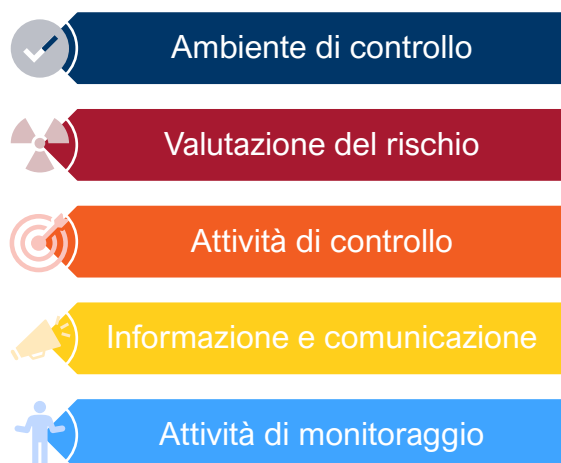 Ambiente di controllo
Valutazione del rischio
Attività di controllo
Informazione e comunicazione
Attività di monitoraggio